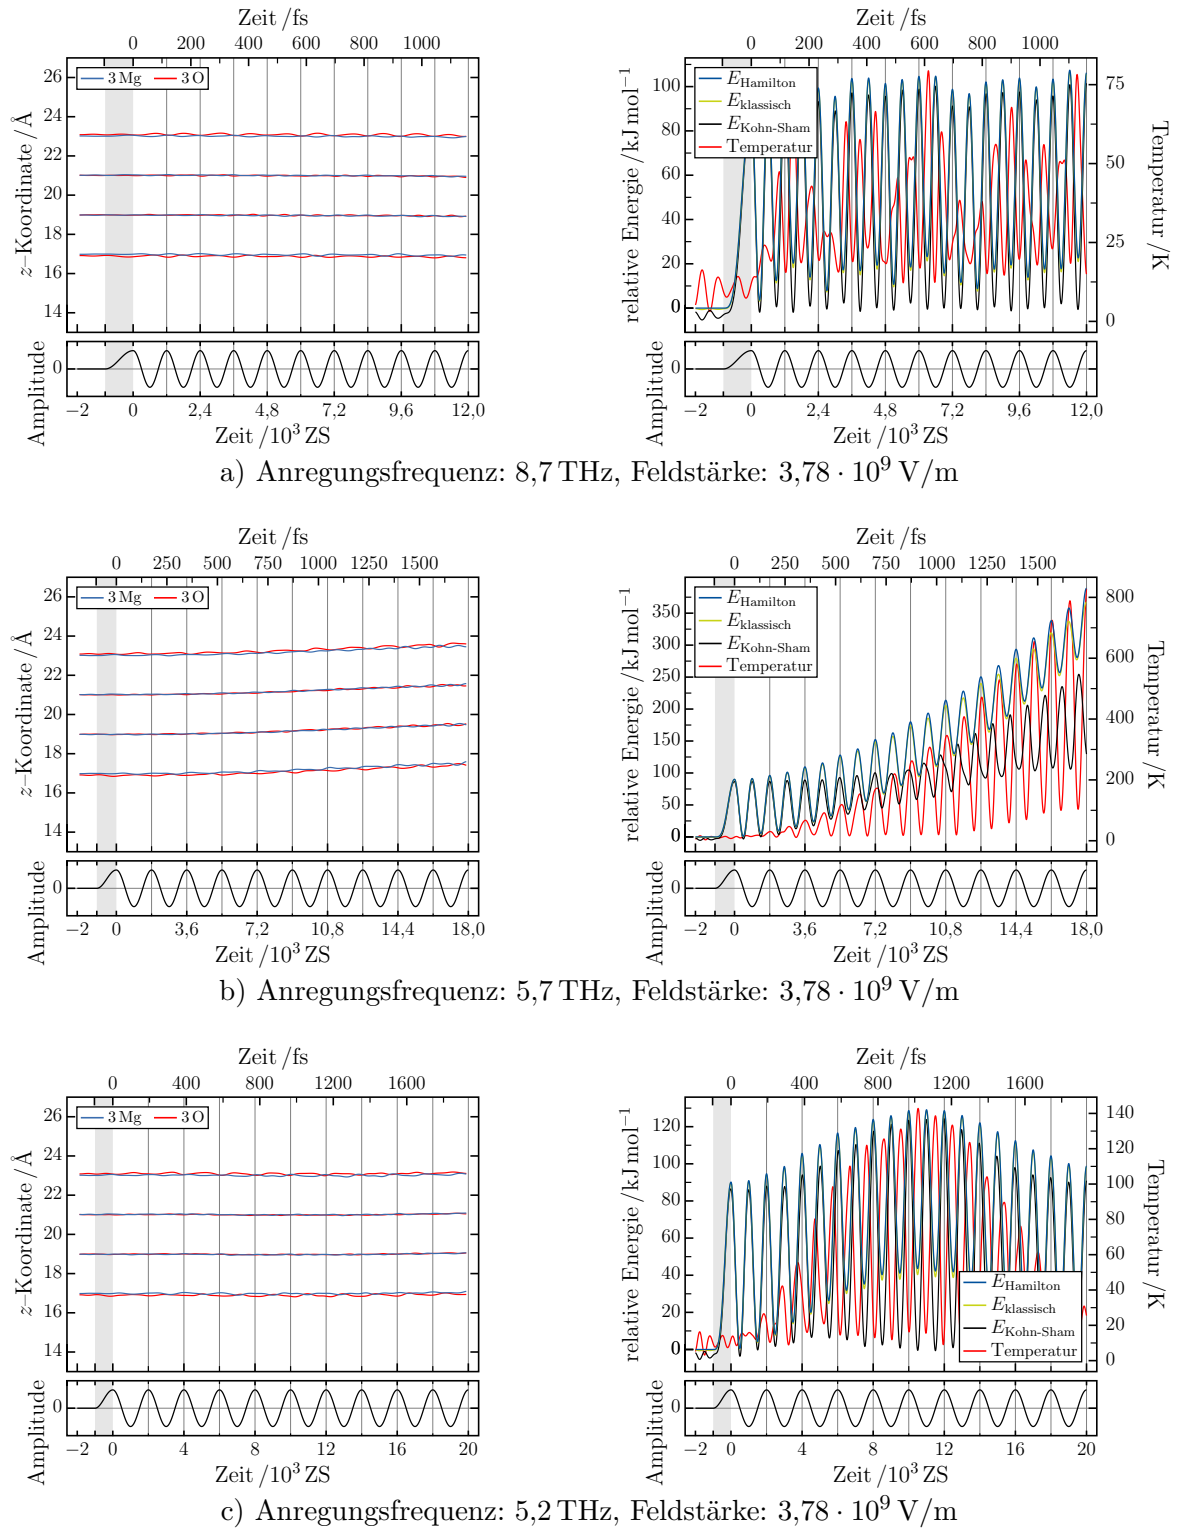 Zeit /fs
0 200 400 600 800 1000
26
24
22
20
18
16
14
z–Koordinate / Å
3 Mg 3 O
Amplitude
0
−2 0 2,4 4,8 7,2 9,6 12,0
Zeit /10³ ZS
Zeit /fs
0 200 400 600 800 1000
100
80
60
40
20
0
relative Energie /kJ mol⁻¹
E_Hamilton
E_klassisch
E_Kohn-Sham
Temperatur
75
50
25
0
Temperatur /K
Amplitude
0
−2 0 2,4 4,8 7,2 9,6 12,0
Zeit /10³ ZS
a) Anregungsfrequenz: 8,7 THz, Feldstärke: 3,78 · 10⁹ V/m
Zeit /fs
0 250 500 750 1000 1250 1500
26
24
22
20
18
16
14
z–Koordinate / Å
3 Mg 3 O
Amplitude
0
−2 0 3,6 7,2 10,8 14,4 18,0
Zeit /10³ ZS
Zeit /fs
0 250 500 750 1000 1250 1500
350
300
250
200
150
100
50
0
relative Energie /kJ mol⁻¹
E_Hamilton
E_klassisch
E_Kohn-Sham
Temperatur
800
600
400
200
0
Temperatur /K
Amplitude
0
−2 0 3,6 7,2 10,8 14,4 18,0
Zeit /10³ ZS
b) Anregungsfrequenz: 5,7 THz, Feldstärke: 3,78 · 10⁹ V/m
Zeit /fs
0 400 800 1200 1600
26
24
22
20
18
16
14
z–Koordinate / Å
3 Mg 3 O
Amplitude
0
−2 0 4 8 12 16 20
Zeit /10³ ZS
Zeit /fs
0 400 800 1200 1600
120
100
80
60
40
20
0
relative Energie /kJ mol⁻¹
E_Hamilton
E_klassisch
E_Kohn-Sham
Temperatur
140
120
100
80
60
40
20
0
Temperatur /K
Amplitude
0
−2 0 4 8 12 16 20
Zeit /10³ ZS
c) Anregungsfrequenz: 5,2 THz, Feldstärke: 3,78 · 10⁹ V/m